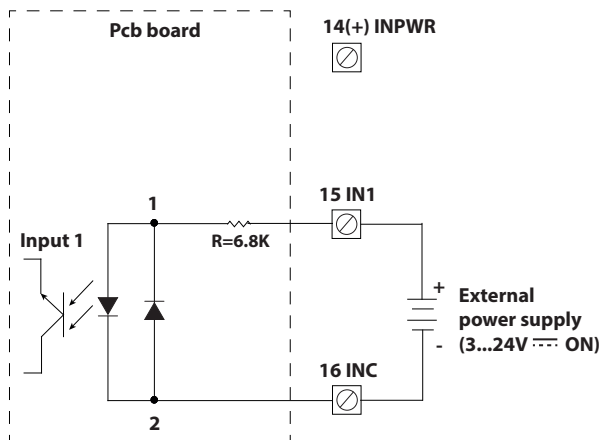 Pcb board
14(+) INPWR
1
15 IN1
R=6.8K
Input 1
+
External
power supply
- (3...24V ⎓ ON)
16 INC
2